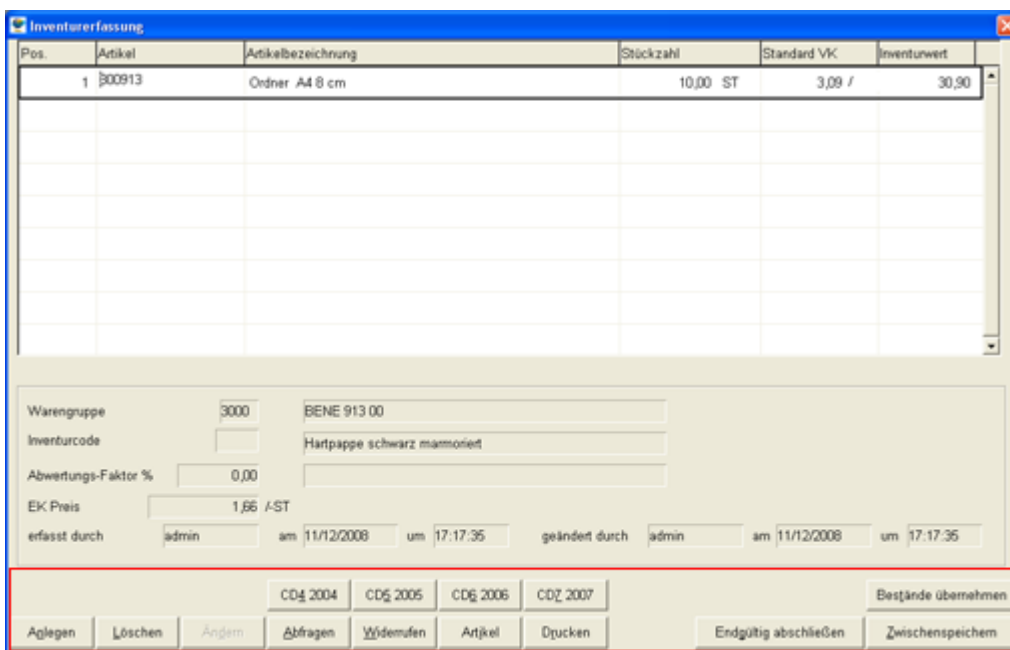 Inventurerfassung
Pos. Artikel Artikelbezeichnung Stückzahl Standard VK Inventurwert
1 300913 Ordner A4 8 cm 10,00 ST 3,09 / 30,90
Warengruppe 3000 BENE 913 00
Inventurcode Hartpappe schwarz marmoriert
Abwertungs-Faktor % 0,00
EK Preis 1,66 /-ST
erfasst durch admin am 11/12/2008 um 17:17:35 geändert durch admin am 11/12/2008 um 17:17:35
CD4 2004 CD5 2005 CD6 2006 CD7 2007 Bestände übernehmen
Anlegen Löschen Ändern Abfragen Widerrufen Artikel Drucken Endgültig abschließen Zwischenspeichern